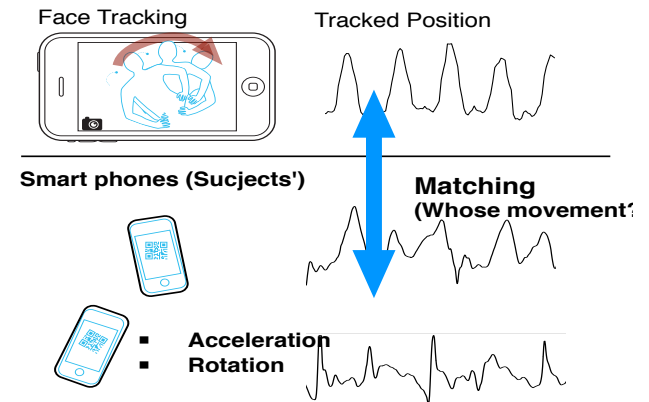 Face Tracking
Tracked Position
Smart phones (Sucjects')
Matching
(Whose movement?
▪ Acceleration
▪ Rotation